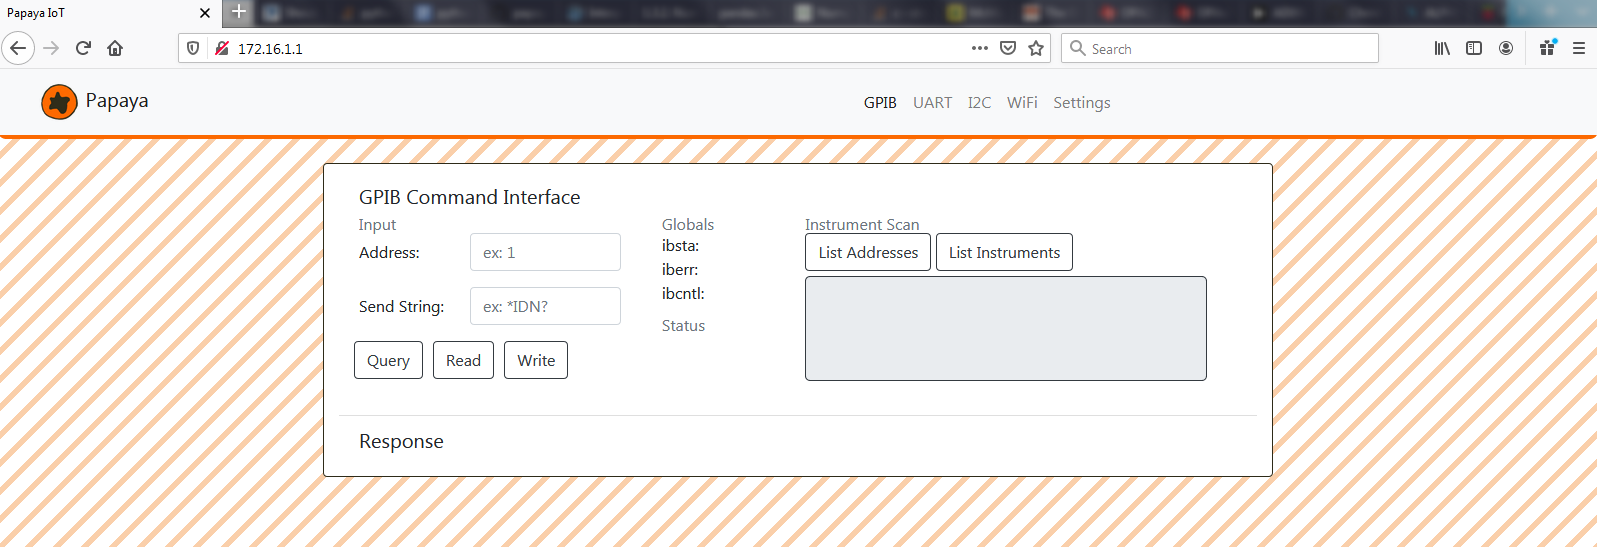 Papaya IoT
172.16.1.1
Search
Papaya
GPIB UART I2C WiFi Settings
GPIB Command Interface
Input
Address: ex: 1
Send String: ex: *IDN?
Query Read Write
Globals
ibsta:
iberr:
ibcntl:
Status
Instrument Scan
List Addresses List Instruments
Response